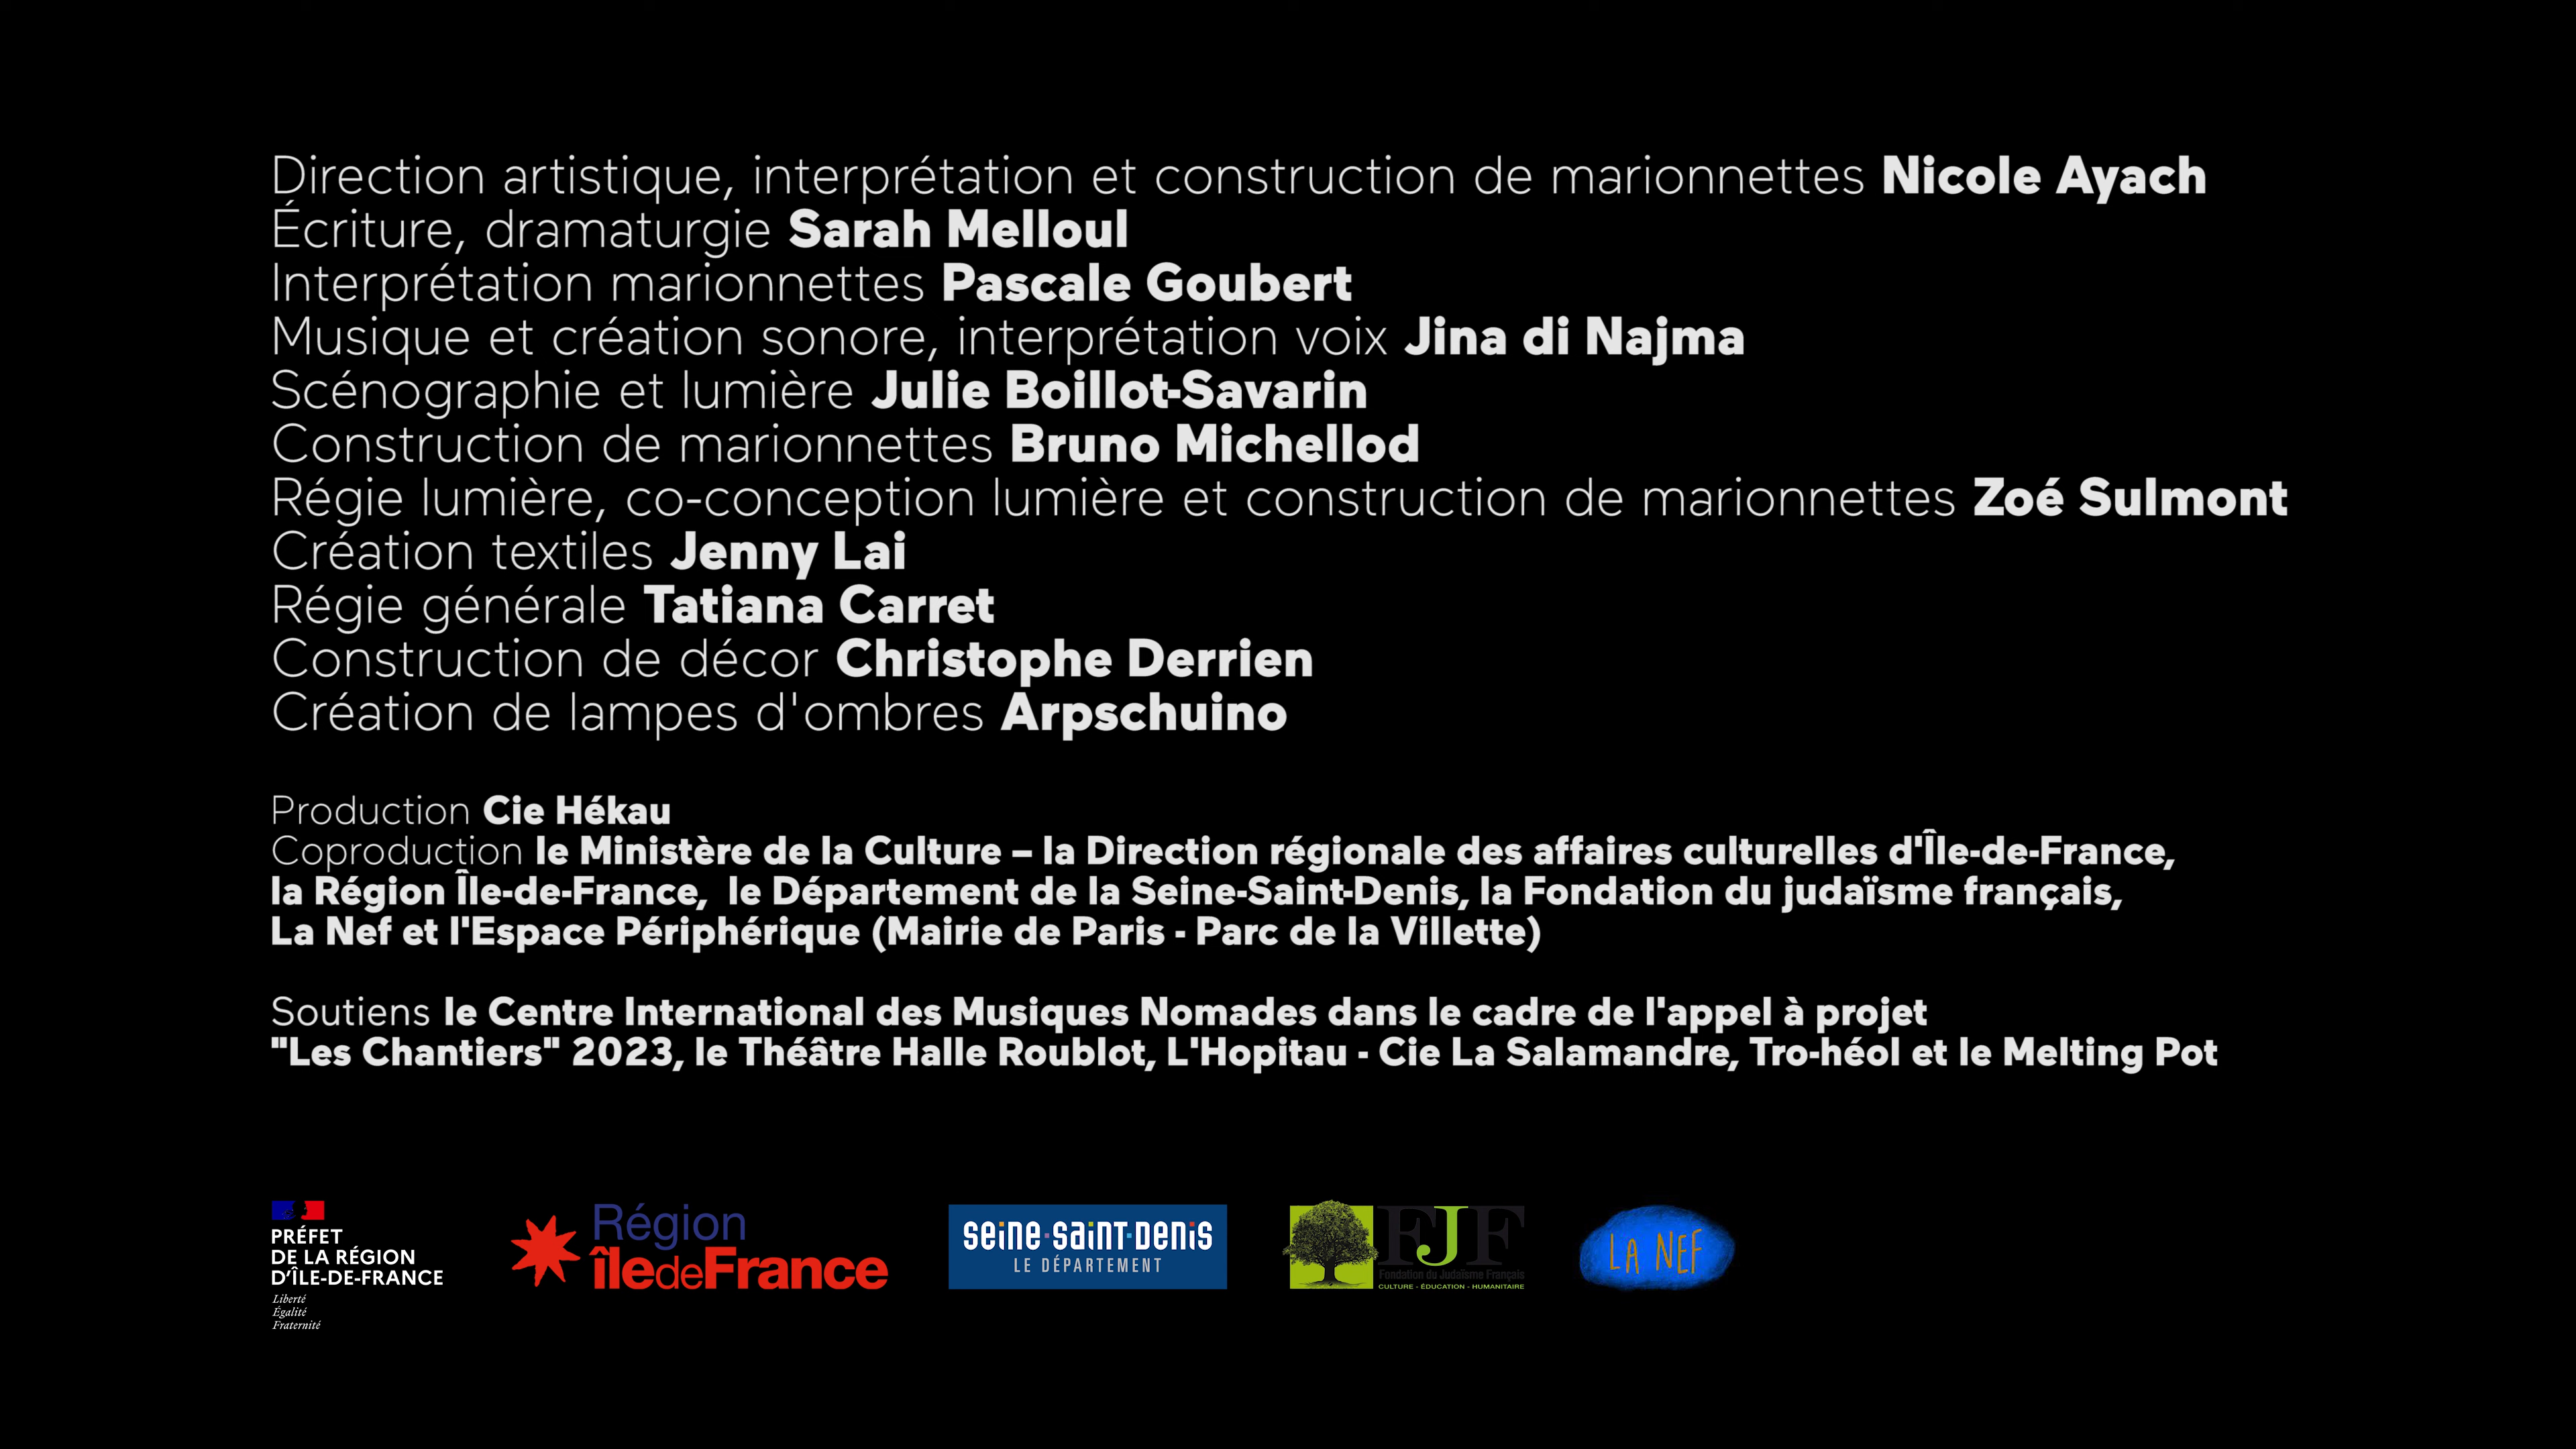 Direction artistique, interprétation et construction de marionnettes Nicole Ayach
Écriture, dramaturgie Sarah Melloul
Interprétation marionnettes Pascale Goubert
Musique et création sonore, interprétation voix Jina di Najma
Scénographie et lumière Julie Boillot-Savarin
Construction de marionnettes Bruno Michellod
Régie lumière, co-conception lumière et construction de marionnettes Zoé Sulmont
Création textiles Jenny Lai
Régie générale Tatiana Carret
Construction de décor Christophe Derrien
Création de lampes d'ombres Arpschuino
Production Cie Hékau
Coproduction le Ministère de la Culture – la Direction régionale des affaires culturelles d'Île-de-France,
la Région Île-de-France, le Département de la Seine-Saint-Denis, la Fondation du judaïsme français,
La Nef et l'Espace Périphérique (Mairie de Paris - Parc de la Villette)
Soutiens le Centre International des Musiques Nomades dans le cadre de l'appel à projet
"Les Chantiers" 2023, le Théâtre Halle Roublot, L'Hopitau - Cie La Salamandre, Tro-héol et le Melting Pot
PRÉFET
DE LA RÉGION
D'ÎLE-DE-FRANCE
Liberté
Égalité
Fraternité
Région
îledeFrance
seine-saint-denis
LE DÉPARTEMENT
FJF
Fondation du Judaïsme Français
CULTURE - ÉDUCATION - HUMANITAIRE
LA NEF